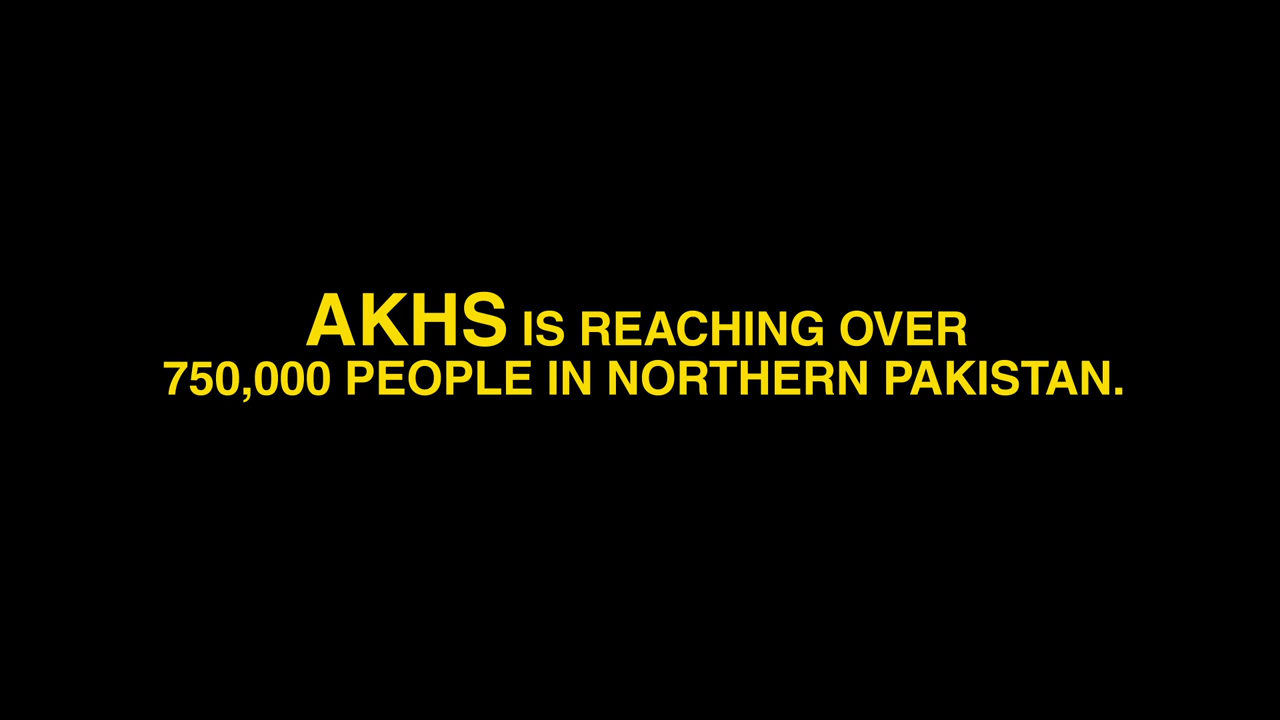 AKHS IS REACHING OVER
750,000 PEOPLE IN NORTHERN PAKISTAN.